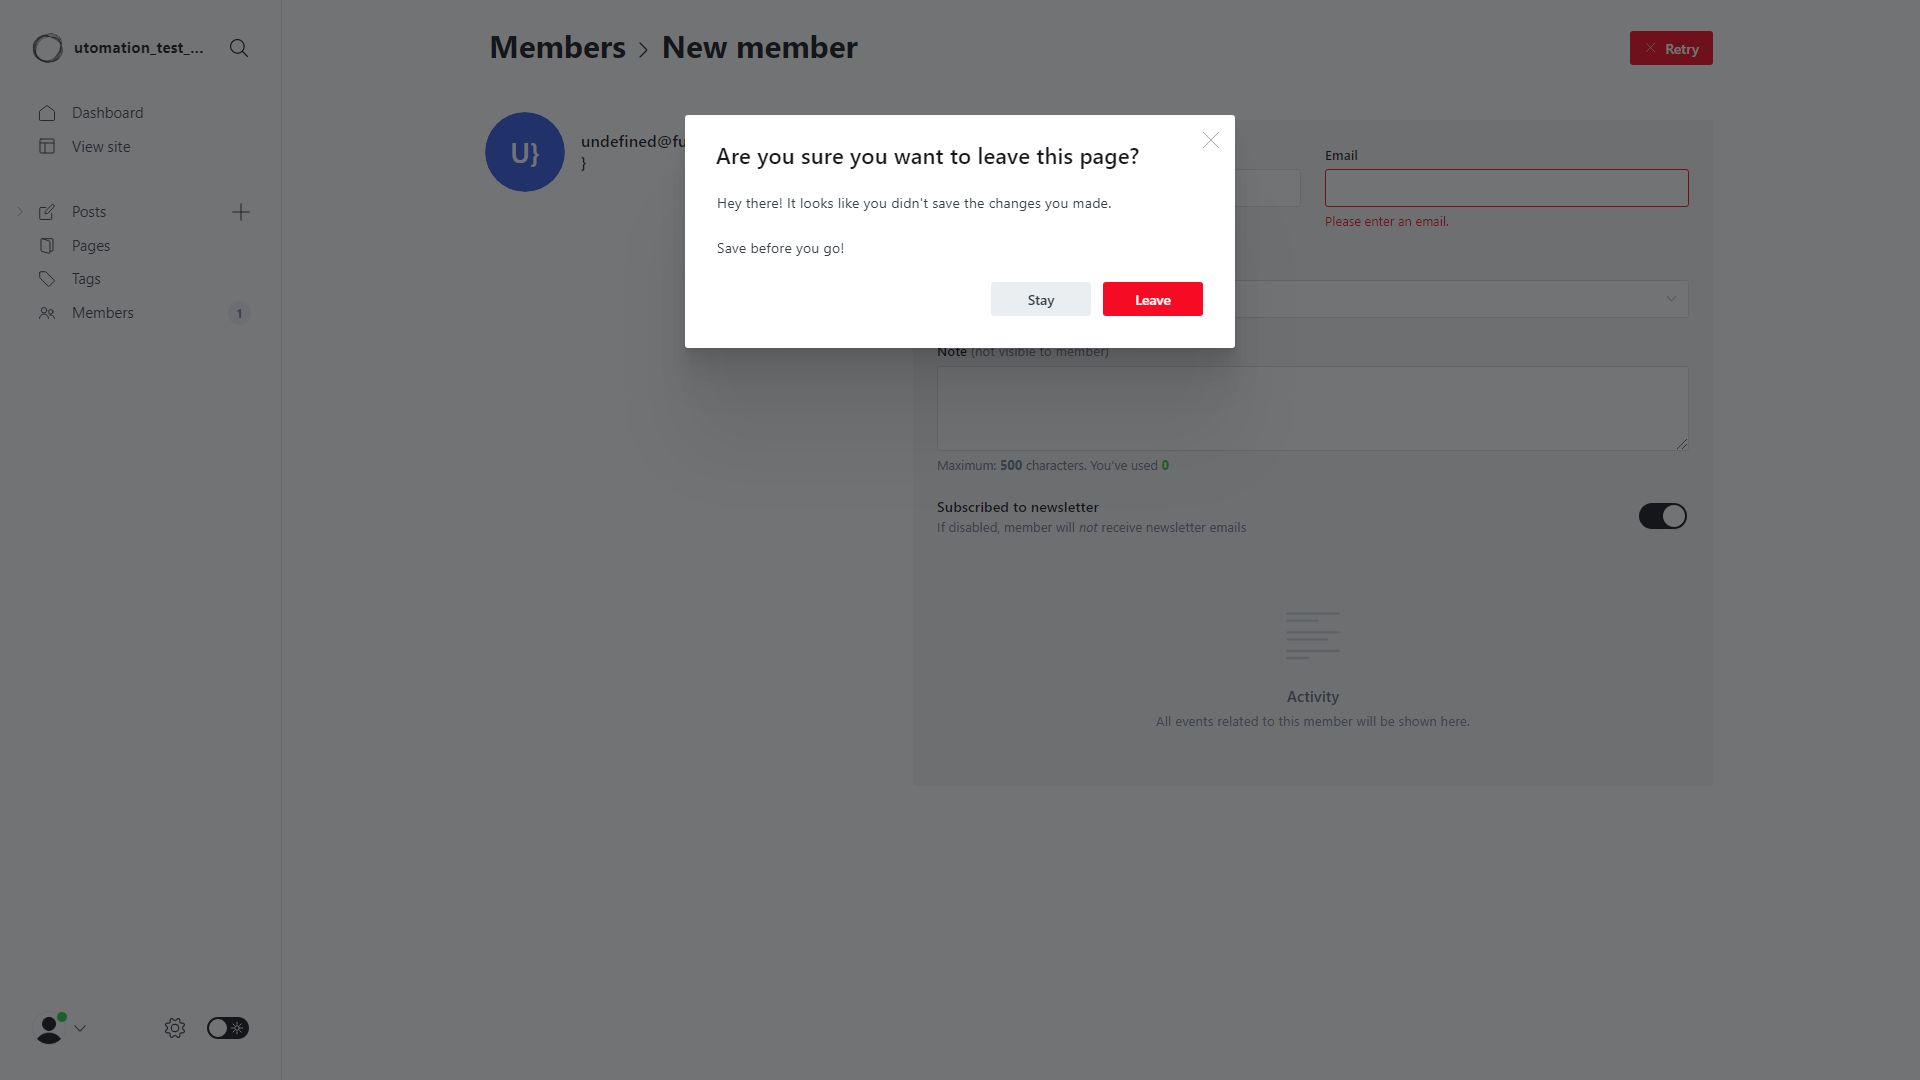 utomation_test_...
Dashboard
View site
Posts
Pages
Tags
Members
1
Members
New member
Retry
U}
undefined@fu
}
Are you sure you want to leave this page?
Hey there! It looks like you didn't save the changes you made.
Save before you go!
Stay
Leave
Email
Please enter an email.
Note (not visible to member)
Maximum: 500 characters. You've used 0
Subscribed to newsletter
If disabled, member will not receive newsletter emails
Activity
All events related to this member will be shown here.